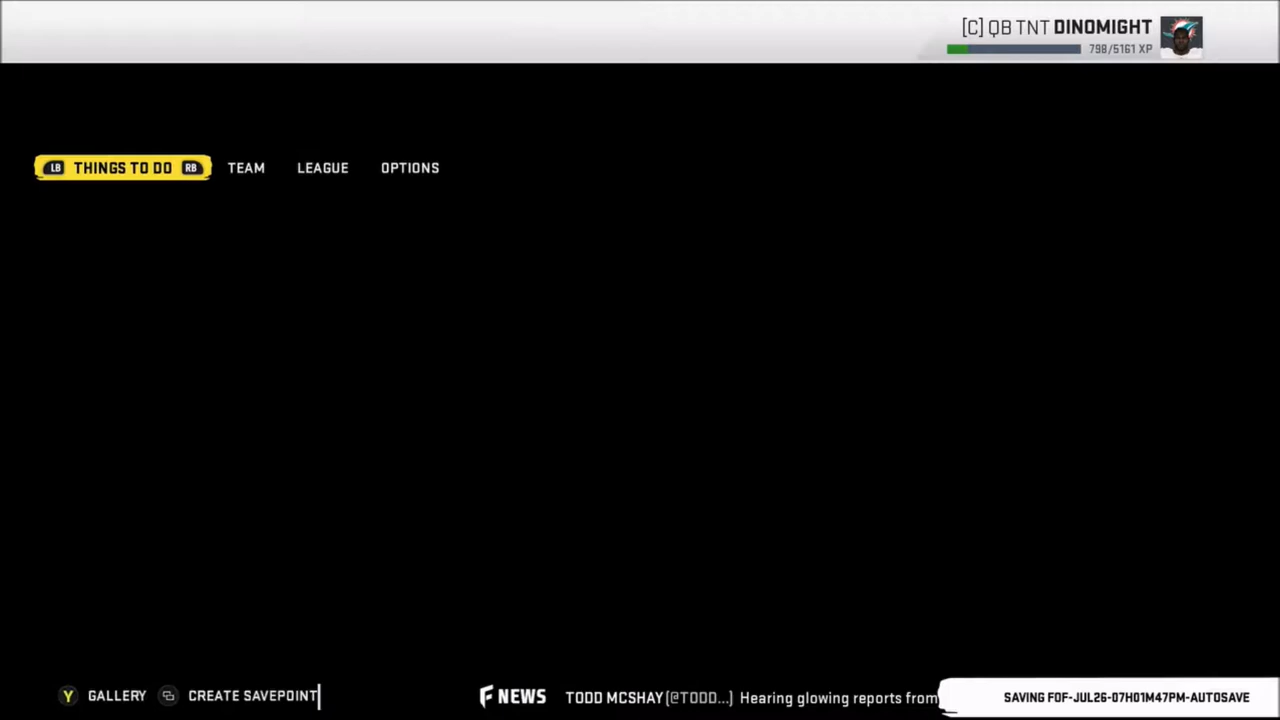 [C] QB TNT DINOMIGHT
798/5161 XP
LB THINGS TO DO RB TEAM LEAGUE OPTIONS
Y GALLERY CREATE SAVEPOINT
F NEWS TODD MCSHAY (@TODD...) Hearing glowing reports from
SAVING FOF-JUL26-07H01M47PM-AUTOSAVE